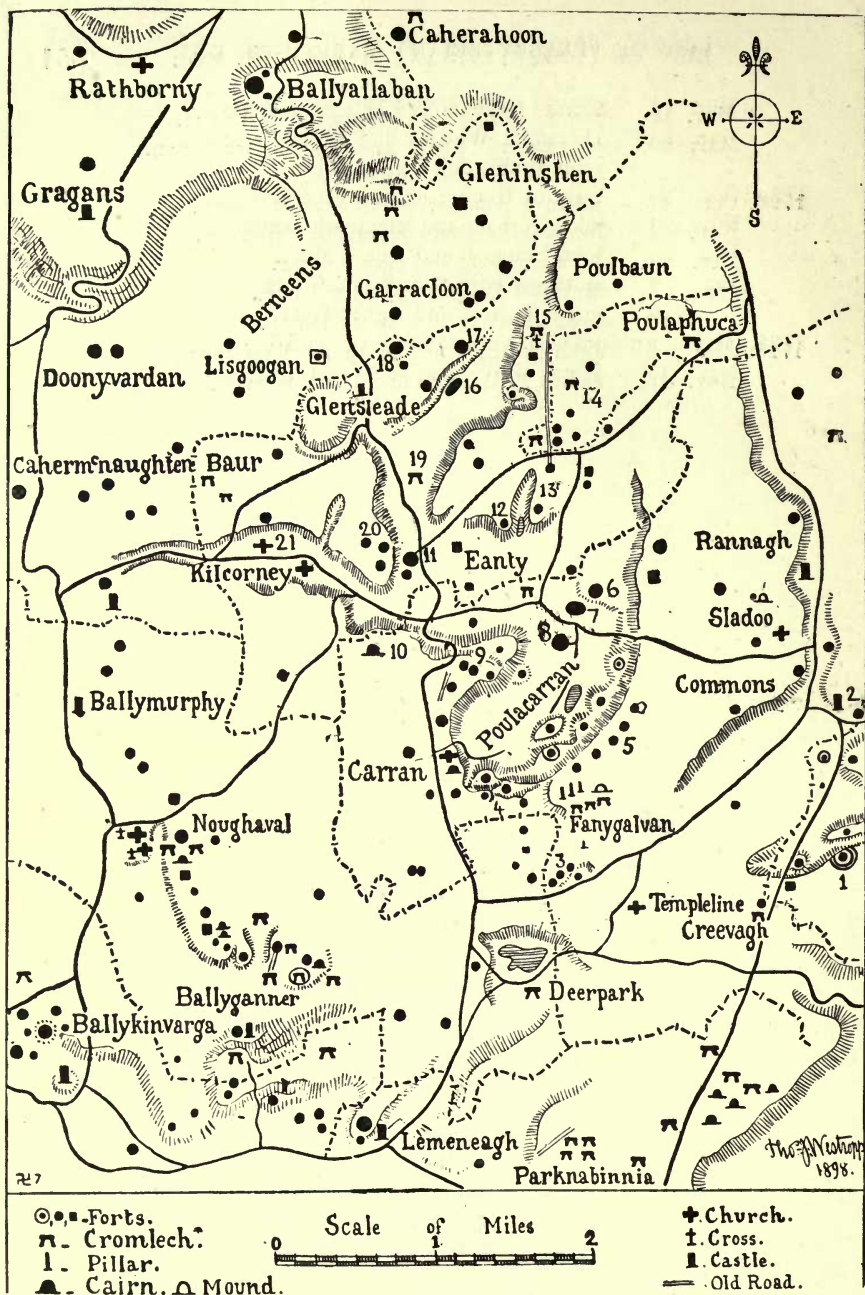 Caherahoon
Rathborny
Ballyallaban
W E
S
Gleninshen
Gragans
Berneens
Poulbaun
Garracloon
Poulaphuca
15
Doonyvardan
Lisgoogan
18
17
16
14
Glensleade
Cahermcnaughten
Baur
19
13
12
20
21
11
Eanty
Rannagh
Kilcorney
6
7
Sladoo
8
10
9
Ballymurphy
Poulacarran
Commons
2
5
Carran
4
Noughaval
Fanygalvan
3
1
Templeline
Creevagh
Ballyganner
Deerpark
Ballykinvarga
Lemeneagh
Parknabinnia
Tho. J. Westropp
1898.
Forts.
Cromlech.
Pillar.
Cairn. Mound.
Scale of Miles
0 1 2
Church.
Cross.
Castle.
Old Road.